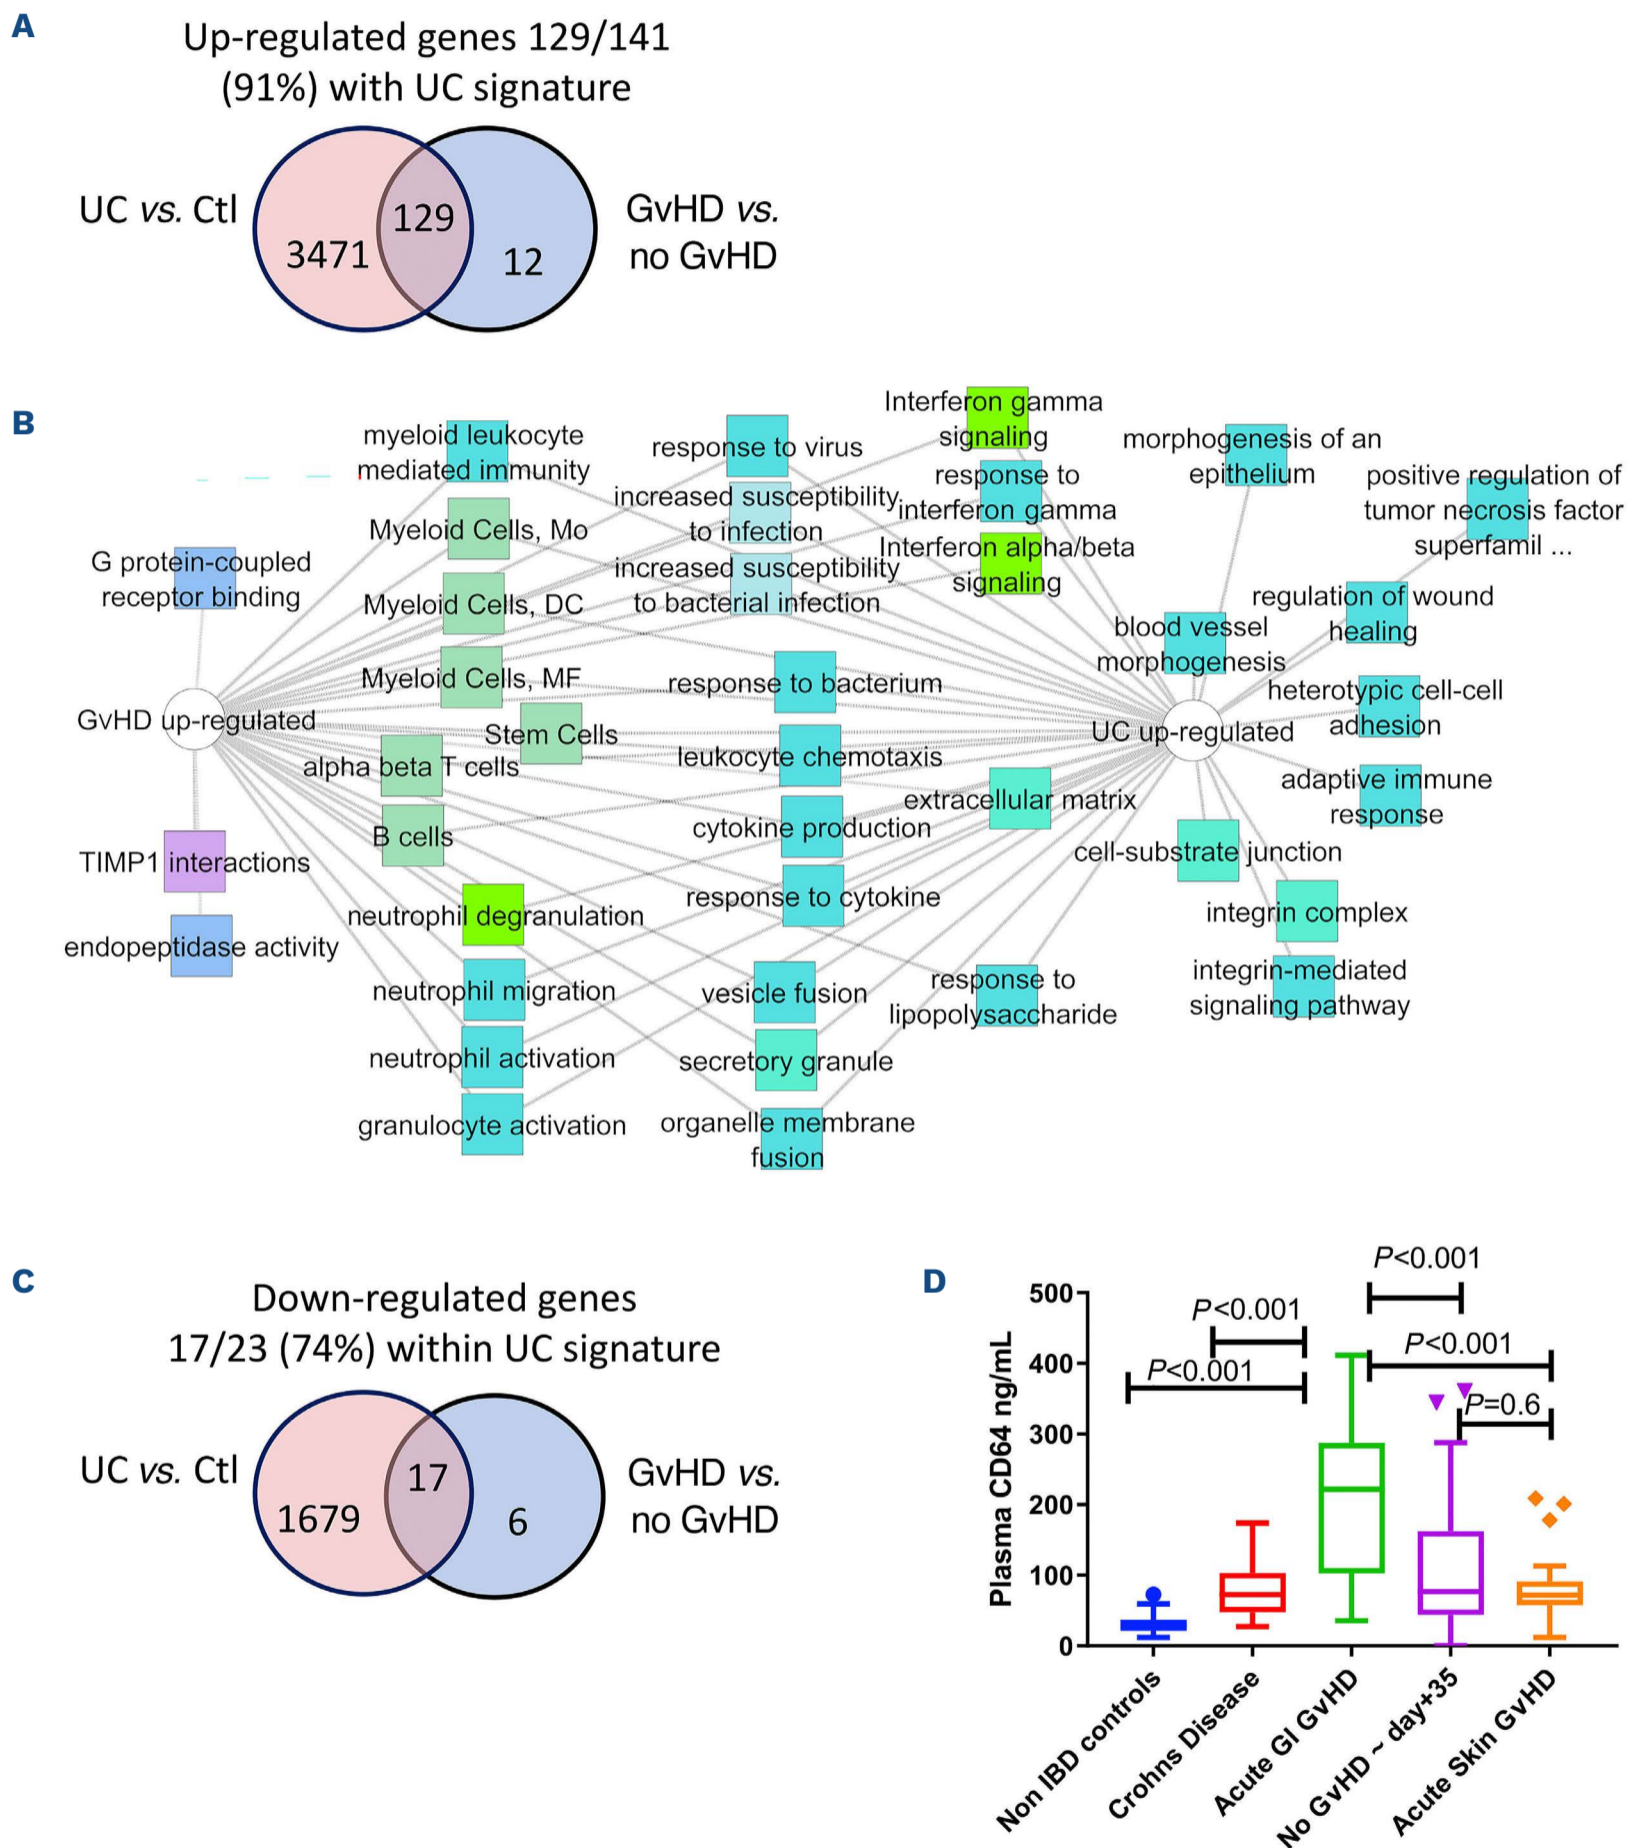 A
Up-regulated genes 129/141
(91%) with UC signature
UC vs. Ctl
3471
129
12
GvHD vs.
no GvHD
B
myeloid leukocyte
mediated immunity
Myeloid Cells, Mo
Myeloid Cells, DC
Myeloid Cells, MF
Stem Cells
alpha beta T cells
B cells
neutrophil degranulation
neutrophil migration
neutrophil activation
granulocyte activation
G protein-coupled
receptor binding
GvHD up-regulated
TIMP1 interactions
endopeptidase activity
response to virus
increased susceptibility
to infection
increased susceptibility
to bacterial infection
response to bacterium
leukocyte chemotaxis
cytokine production
response to cytokine
vesicle fusion
secretory granule
organelle membrane
fusion
Interferon gamma
signaling
response to
interferon gamma
Interferon alpha/beta
signaling
extracellular matrix
response to
lipopolysaccharide
morphogenesis of an
epithelium
positive regulation of
tumor necrosis factor
superfamil ...
regulation of wound
healing
blood vessel
morphogenesis
heterotypic cell-cell
adhesion
UC up-regulated
adaptive immune
response
cell-substrate junction
integrin complex
integrin-mediated
signaling pathway
C
Down-regulated genes
17/23 (74%) within UC signature
UC vs. Ctl
1679
17
6
GvHD vs.
no GvHD
D
P<0.001
P<0.001
P<0.001
P<0.001
P=0.6
Plasma CD64 ng/mL
500
400
300
200
100
0
Non IBD controls
Crohns Disease
Acute GI GvHD
No GvHD ~ day+35
Acute Skin GvHD